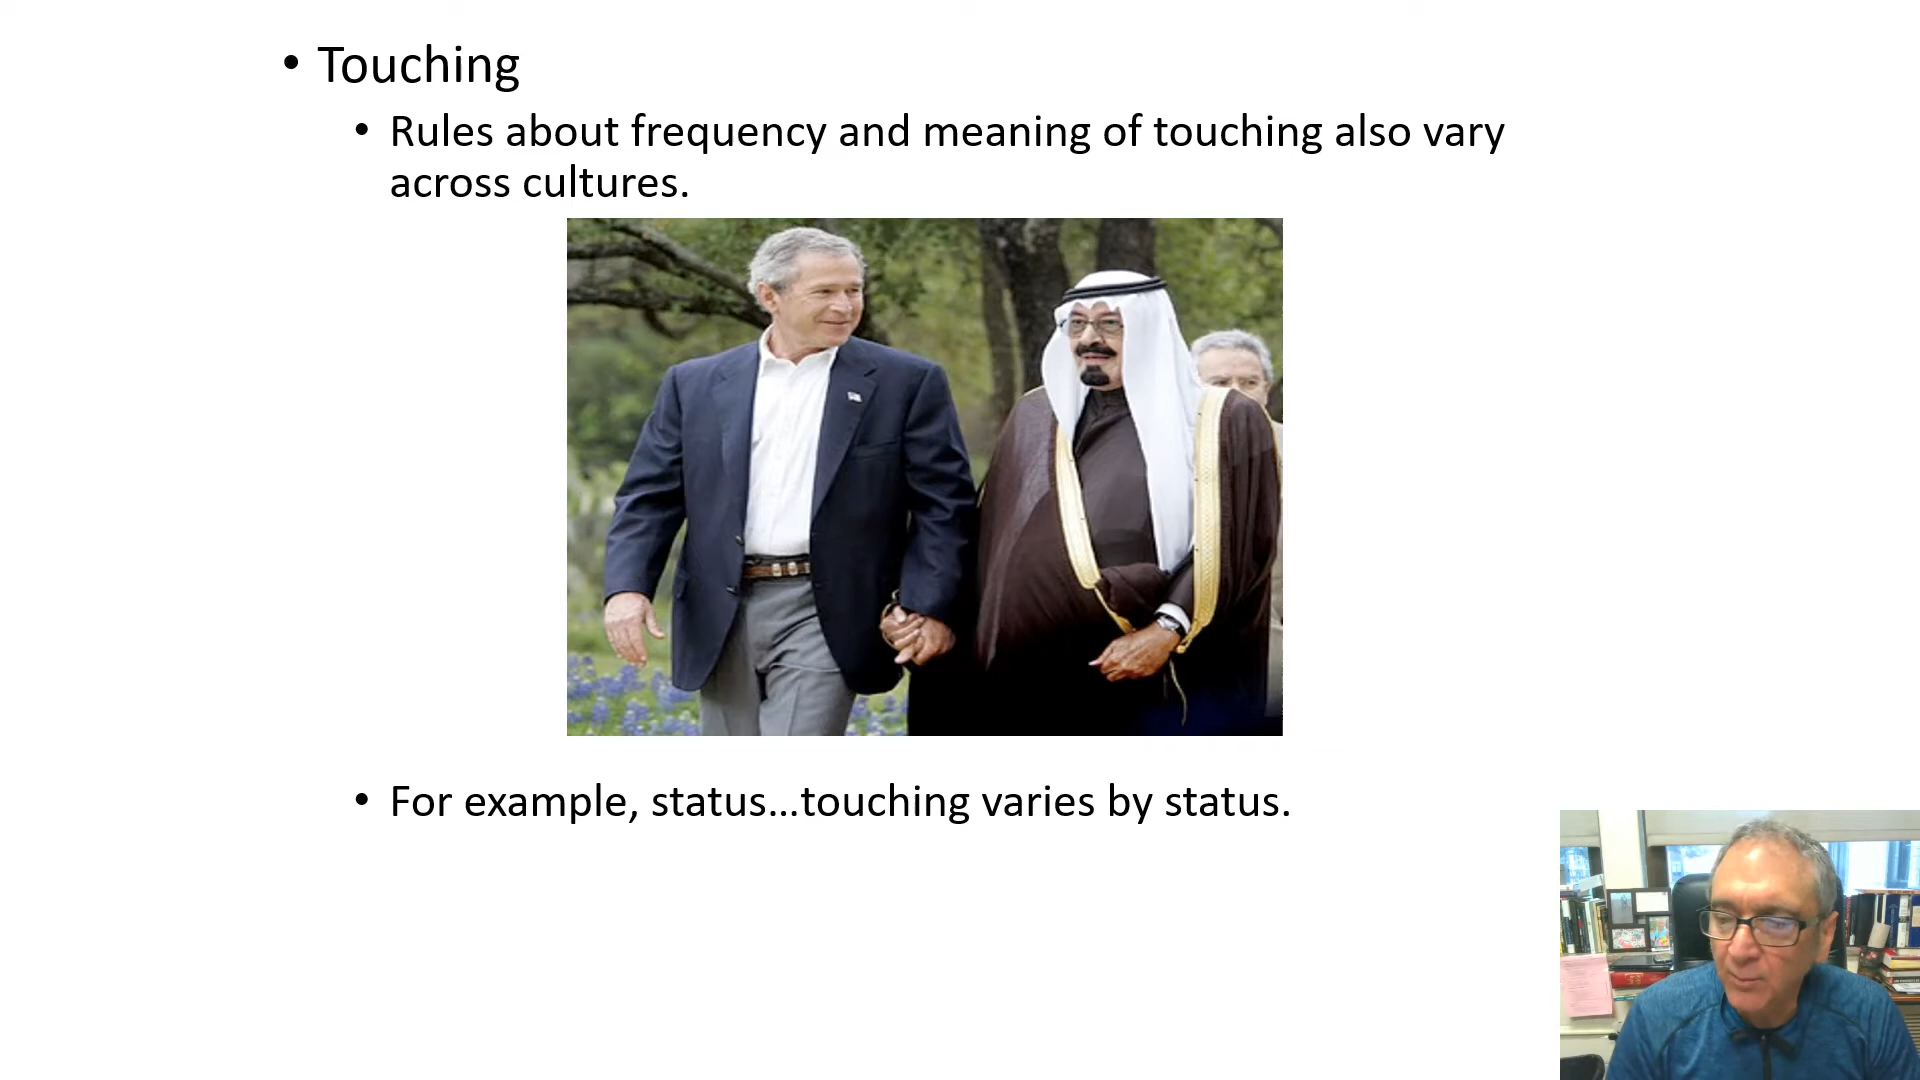 • Touching
• Rules about frequency and meaning of touching also vary
across cultures.
• For example, status...touching varies by status.